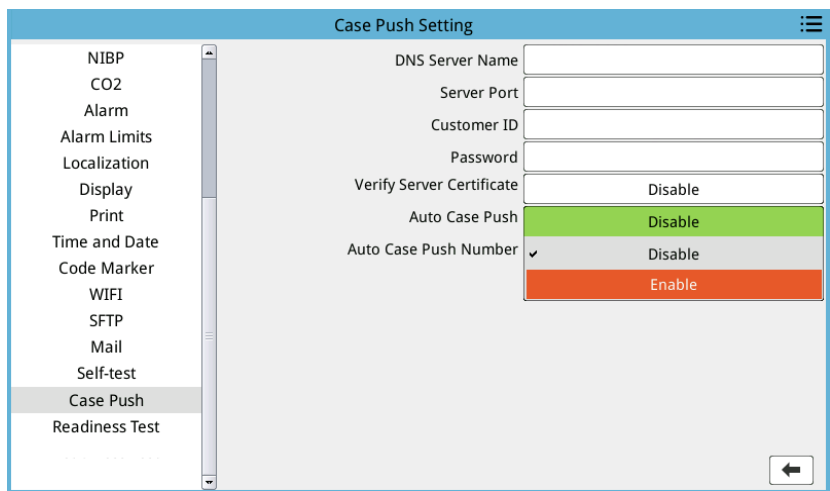 Case Push Setting
NIBP
CO2
Alarm
Alarm Limits
Localization
Display
Print
Time and Date
Code Marker
WIFI
SFTP
Mail
Self-test
Case Push
Readiness Test
DNS Server Name
Server Port
Customer ID
Password
Verify Server Certificate Disable
Auto Case Push Disable
Auto Case Push Number Disable
Enable